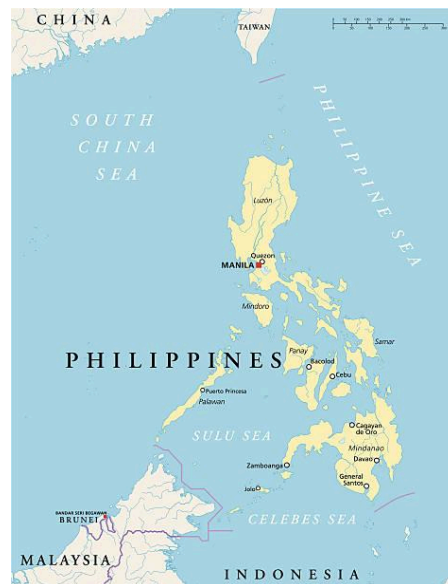 CHINA
TAIWAN
SOUTH
CHINA
SEA
PHILIPPINE SEA
Luzón
Quezon
MANILA
Mindoro
Samar
Panay
Bacolod
PHILIPPINES
Cebu
Puerto Princesa
Palawan
Cagayan
de Oro
SULU SEA
Mindanao
Davao
Zamboanga
General
Santos
Jolo
BANDAR SERI BEGAWAN
BRUNEI
CELEBES SEA
MALAYSIA
INDONESIA